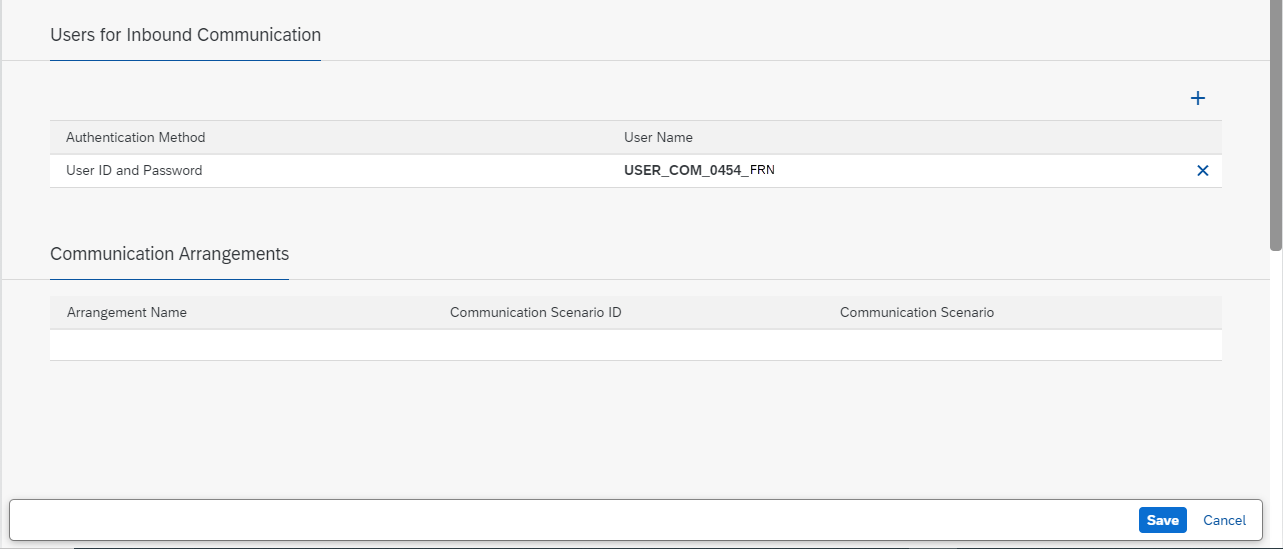 Users for Inbound Communication
Authentication Method User Name
User ID and Password USER_COM_0454_FRN
Communication Arrangements
Arrangement Name Communication Scenario ID Communication Scenario
Save Cancel